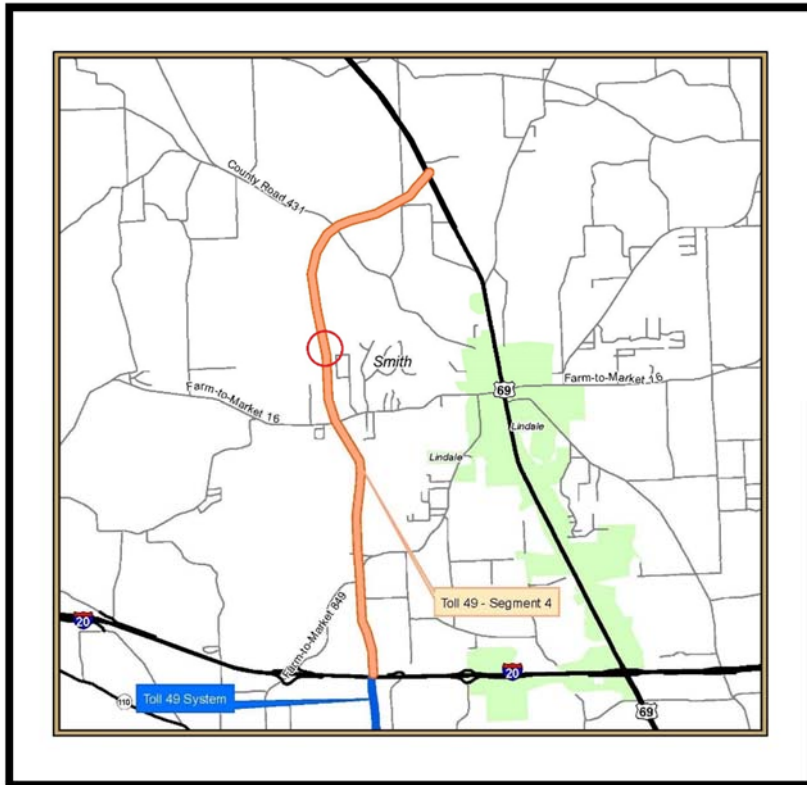 County Road 431
Smith
Farm-to-Market 16
69
Farm-to-Market 16
Lindale
Lindale
Toll 49 - Segment 4
Farm-to-Market 849
20
20
Toll 49 System
110
69